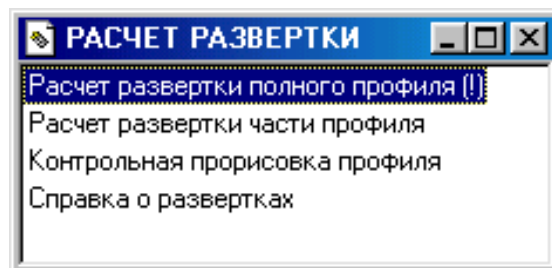 РАСЧЕТ РАЗВЕРТКИ
Расчет развертки полного профиля (!)
Расчет развертки части профиля
Контрольная прорисовка профиля
Справка о развертках